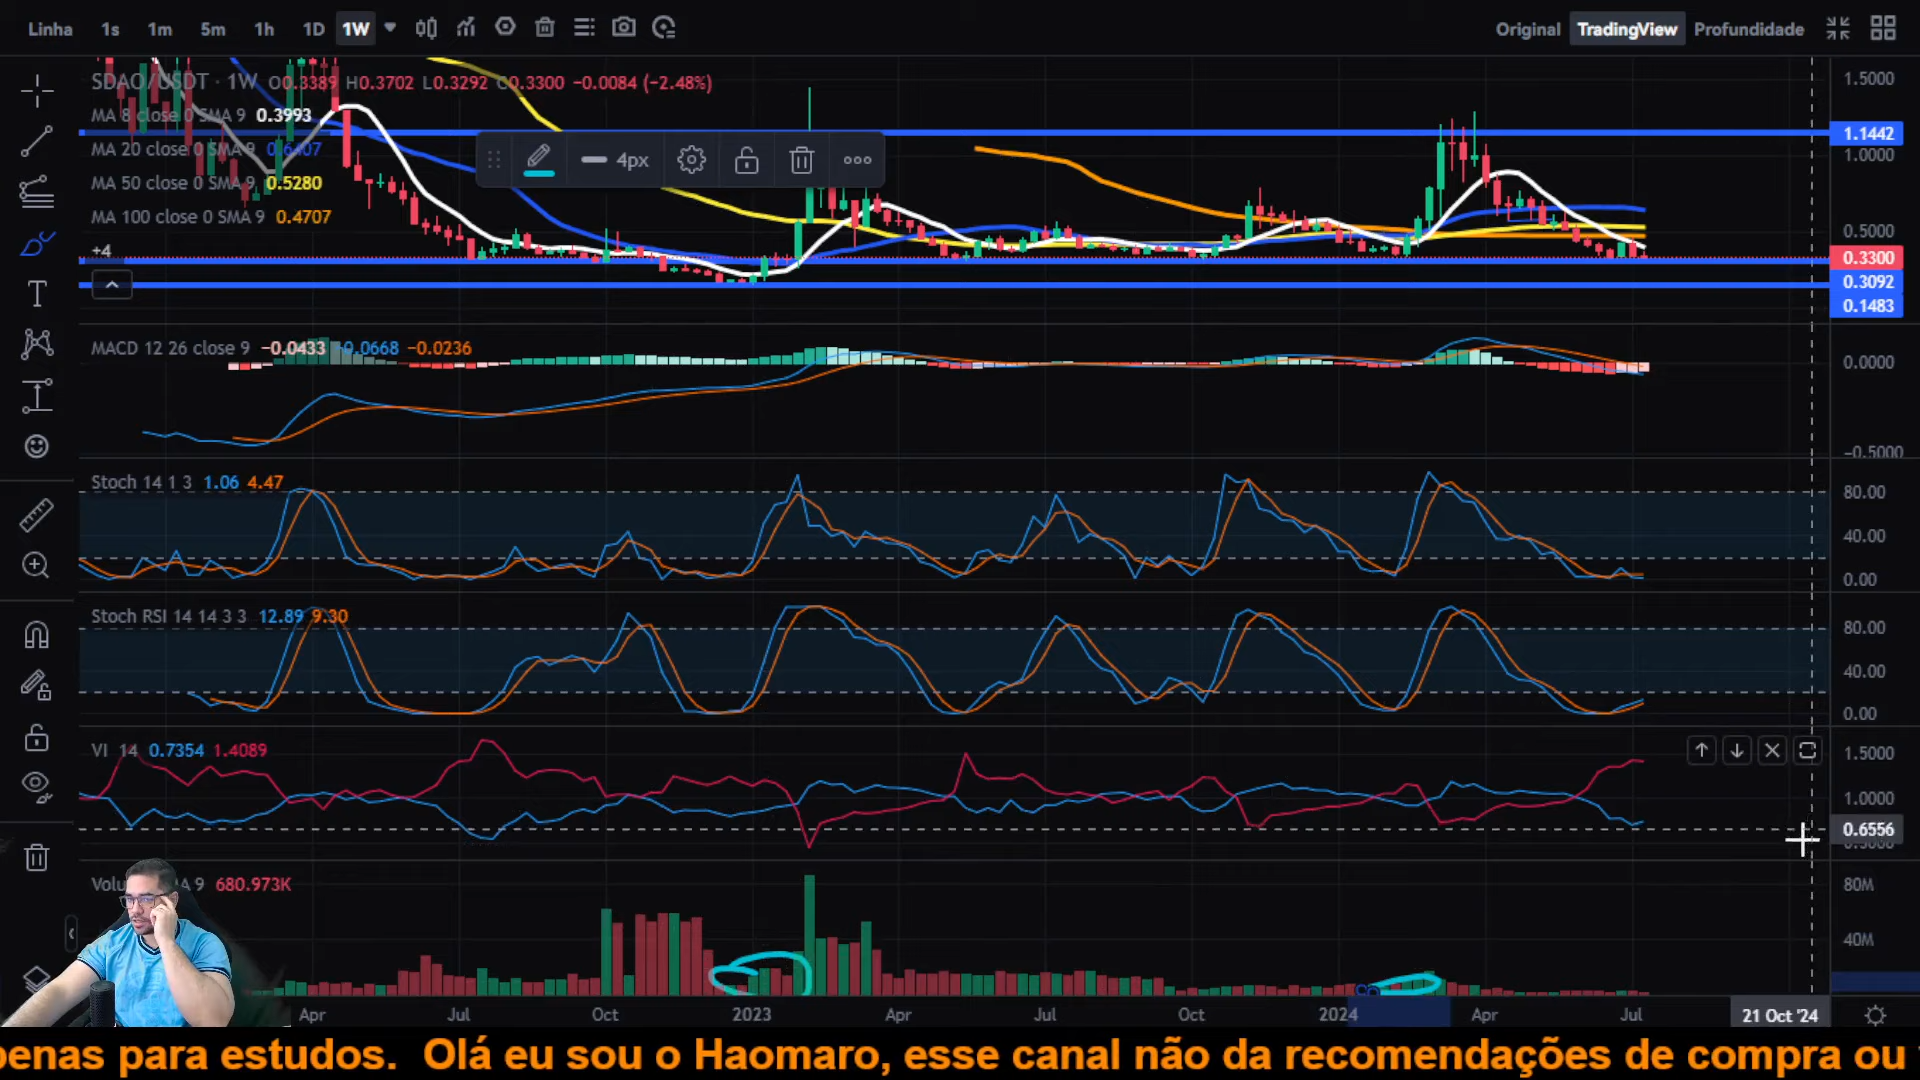 Linha 1s 1m 5m 1h 1D 1W Original TradingView Profundidade
SDAO/USDT · 1W O0.3389 H0.3702 L0.3292 C0.3300 −0.0084 (−2.48%)
MA 8 close 0 SMA 9 0.3993
MA 20 close 0 SMA 9 0.6407
MA 50 close 0 SMA 9 0.5280
MA 100 close 0 SMA 9 0.4707
+4
4px
1.5000
1.1442
1.0000
0.5000
0.3300
0.3092
0.1483
MACD 12 26 close 9 −0.0433 0.0668 −0.0236
0.0000
−0.5000
Stoch 14 1 3 1.06 4.47
80.00
40.00
0.00
Stoch RSI 14 14 3 3 12.89 9.30
80.00
40.00
0.00
VI 14 0.7354 1.4089
1.5000
1.0000
0.6556
9 680.973K
80M
40M
Apr Jul Oct 2023 Apr Jul Oct 2024 Apr Jul 21 Oct '24
penas para estudos. Olá eu sou o Haomaro, esse canal não da recomendações de compra ou